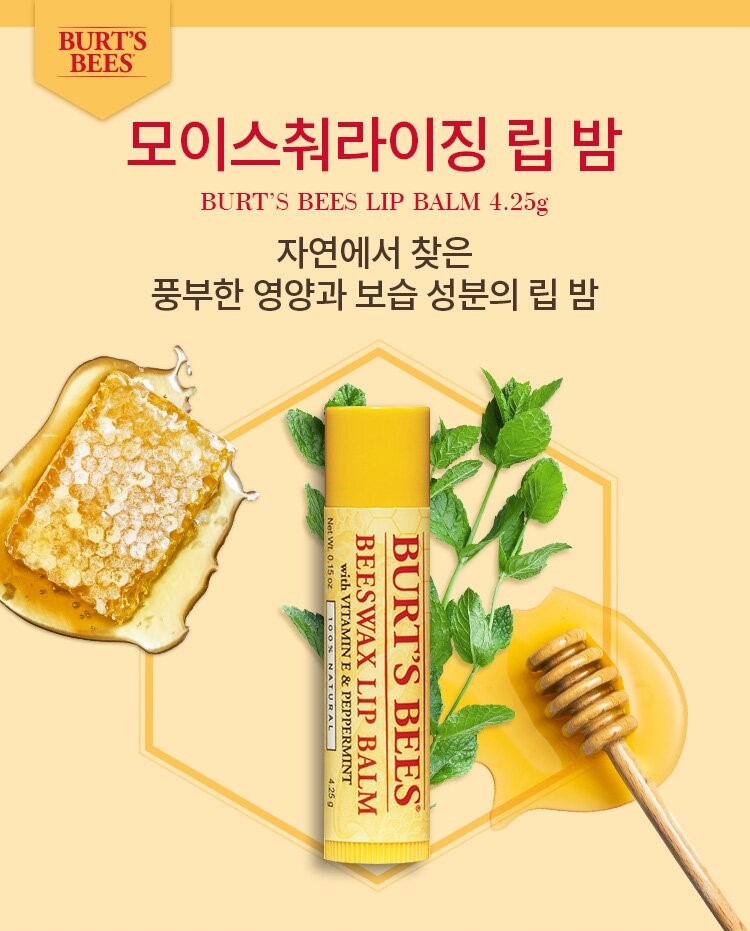 BURT'S
BEES
모이스춰라이징 립 밤
BURT'S BEES LIP BALM 4.25g
자연에서 찾은
풍부한 영양과 보습 성분의 립 밤
BURT'S BEES®
BEESWAX LIP BALM
with VITAMIN E & PEPPERMINT
Net Wt. 0.15 oz
100% NATURAL
4.25 g